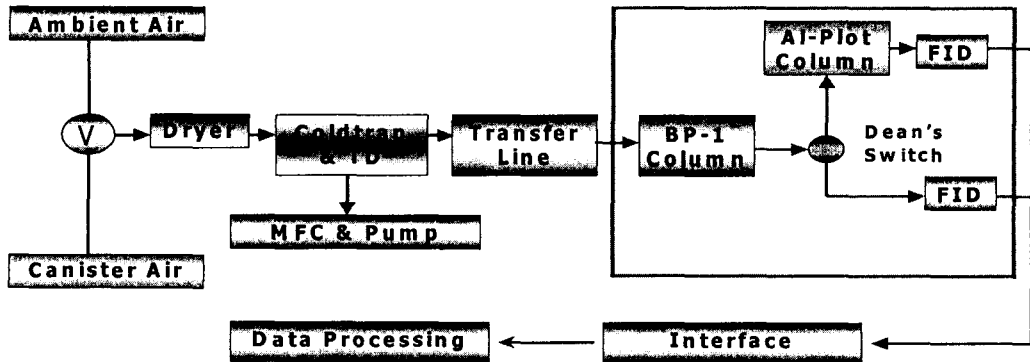 Ambient Air
Al-Plot
Column
FID
V
Dryer
Coldtrap
& TD
Transfer
Line
BP-1
Column
Dean's
Switch
FID
MFC & Pump
Canister Air
Data Processing
Interface